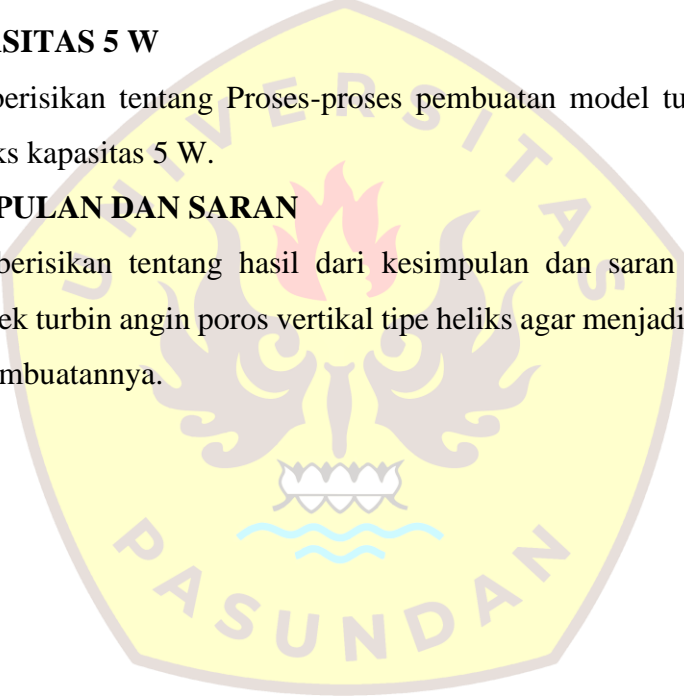 ASITAS 5 W
berisikan tentang Proses-proses pembuatan model tu
ks kapasitas 5 W.
PULAN DAN SARAN
berisikan tentang hasil dari kesimpulan dan saran
ek turbin angin poros vertikal tipe heliks agar menjadi
mbuatannya.
UNIVERSITAS
PASUNDAN